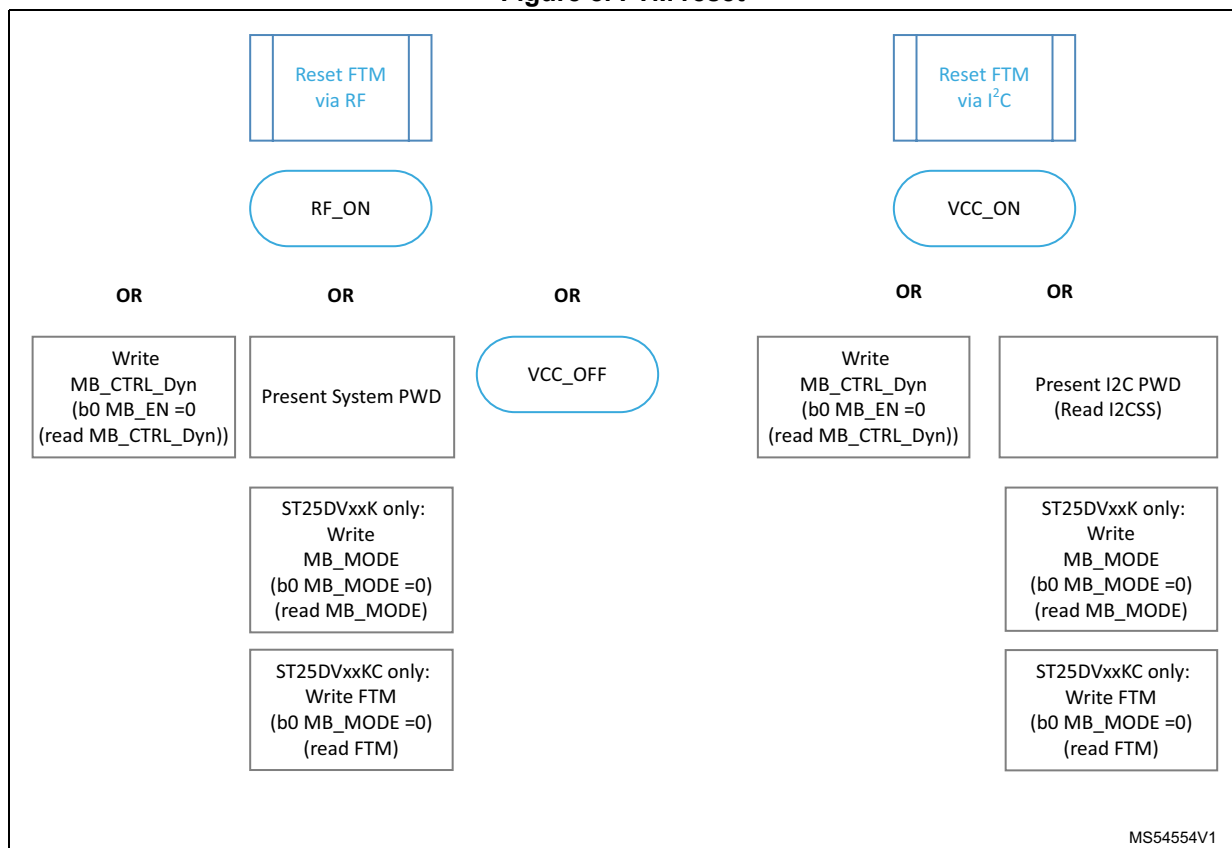 Reset FTM
via RF
Reset FTM
via I²C
RF_ON
VCC_ON
OR
OR
OR
OR
OR
Write
MB_CTRL_Dyn
(b0 MB_EN =0
(read MB_CTRL_Dyn))
Present System PWD
VCC_OFF
Write
MB_CTRL_Dyn
(b0 MB_EN =0
(read MB_CTRL_Dyn))
Present I2C PWD
(Read I2CSS)
ST25DVxxK only:
Write
MB_MODE
(b0 MB_MODE =0)
(read MB_MODE)
ST25DVxxK only:
Write
MB_MODE
(b0 MB_MODE =0)
(read MB_MODE)
ST25DVxxKC only:
Write FTM
(b0 MB_MODE =0)
(read FTM)
ST25DVxxKC only:
Write FTM
(b0 MB_MODE =0)
(read FTM)
MS54554V1